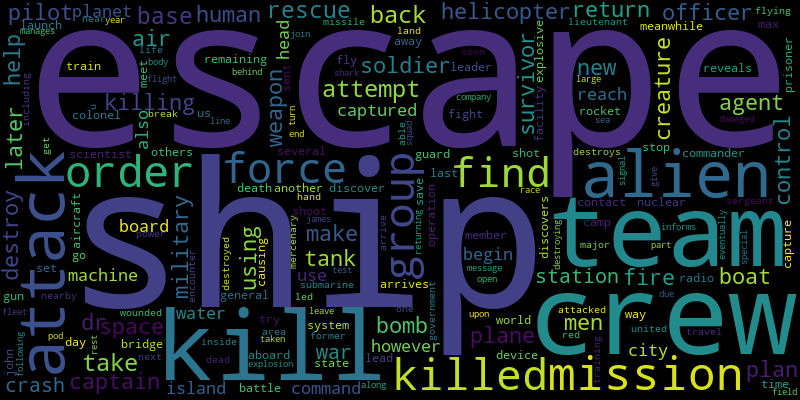 pilot planet base human rescue back helicopter return officer
launch manages near year missile land join flying
escape
help air train life body flight meet remaining behind fly shark away head soldier leader survivor explosive lieutenant meanwhile max
new large us reveals prisoner
killing weapon sent attempt captured fight company reach rocket creature agent
later including colonel also break line turn end able squad facility sea damaged
get scientist others several guard shot destroys stop commander control
order force death another discover last find alien signal give
attack ship group team crew
hand race contact nuclear sergeant
destroy aircraft military board power shoot james make save operation member discovers camp capture
go set machine encounter using destroyed causing mercenary tank use test arrive returning arrives begin message open destroying major part informs eventually special
station fire radio boat
gun nearby general led submarine government
fleet wounded water try leave one upon attacked way united travel
dr space pod day bridge kill area system bomb world plane men red due
john following rest next inside taken former however device city
crash take dead aboard war state lead mission plan
captain explosion killed training time
island battle command along field